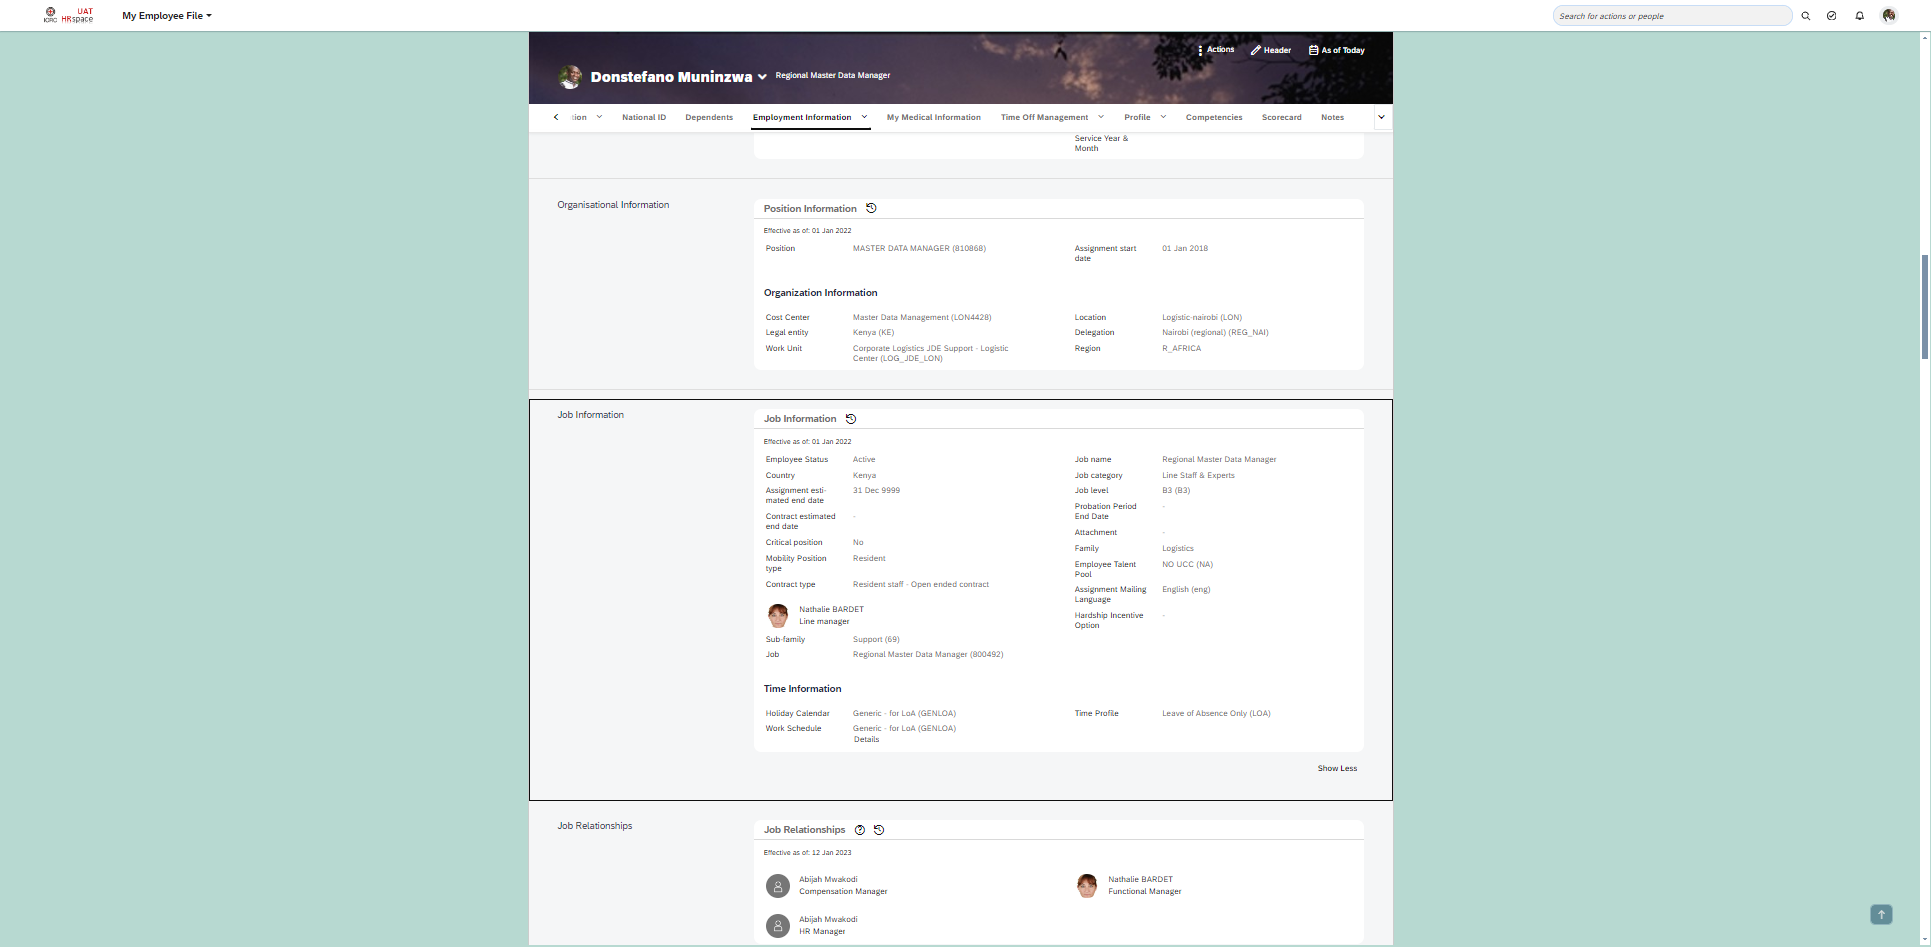 ICRC UAT HRspace My Employee File Search for actions or people
Actions Header As of Today
Donstefano Muninzwa Regional Master Data Manager
tion National ID Dependents Employment Information My Medical Information Time Off Management Profile Competencies Scorecard Notes
Service Year &
Month
Organisational Information
Position Information
Effective as of: 01 Jan 2022
Position MASTER DATA MANAGER (810868)
Assignment start
date
01 Jan 2018
Organization Information
Cost Center Master Data Management (LON4428)
Location Logistic-nairobi (LON)
Legal entity Kenya (KE)
Delegation Nairobi (regional) (REG_NAI)
Work Unit Corporate Logistics JDE Support - Logistic
Center (LOG_JDE_LON)
Region R_AFRICA
Job Information
Job Information
Effective as of: 01 Jan 2022
Employee Status Active
Country Kenya
Assignment esti-
mated end date
31 Dec 9999
Contract estimated
end date
-
Critical position No
Mobility Position
type
Resident
Contract type Resident staff - Open ended contract
Nathalie BARDET
Line manager
Sub-family Support (69)
Job Regional Master Data Manager (800492)
Job name Regional Master Data Manager
Job category Line Staff & Experts
Job level B3 (B3)
Probation Period
End Date
-
Attachment -
Family Logistics
Employee Talent
Pool
NO UCC (NA)
Assignment Mailing
Language
English (eng)
Hardship Incentive
Option
-
Time Information
Holiday Calendar Generic - for LoA (GENLOA)
Time Profile Leave of Absence Only (LOA)
Work Schedule Generic - for LoA (GENLOA)
Details
Show Less
Job Relationships
Job Relationships
Effective as of: 12 Jan 2023
Abijah Mwakodi
Compensation Manager
Nathalie BARDET
Functional Manager
Abijah Mwakodi
HR Manager